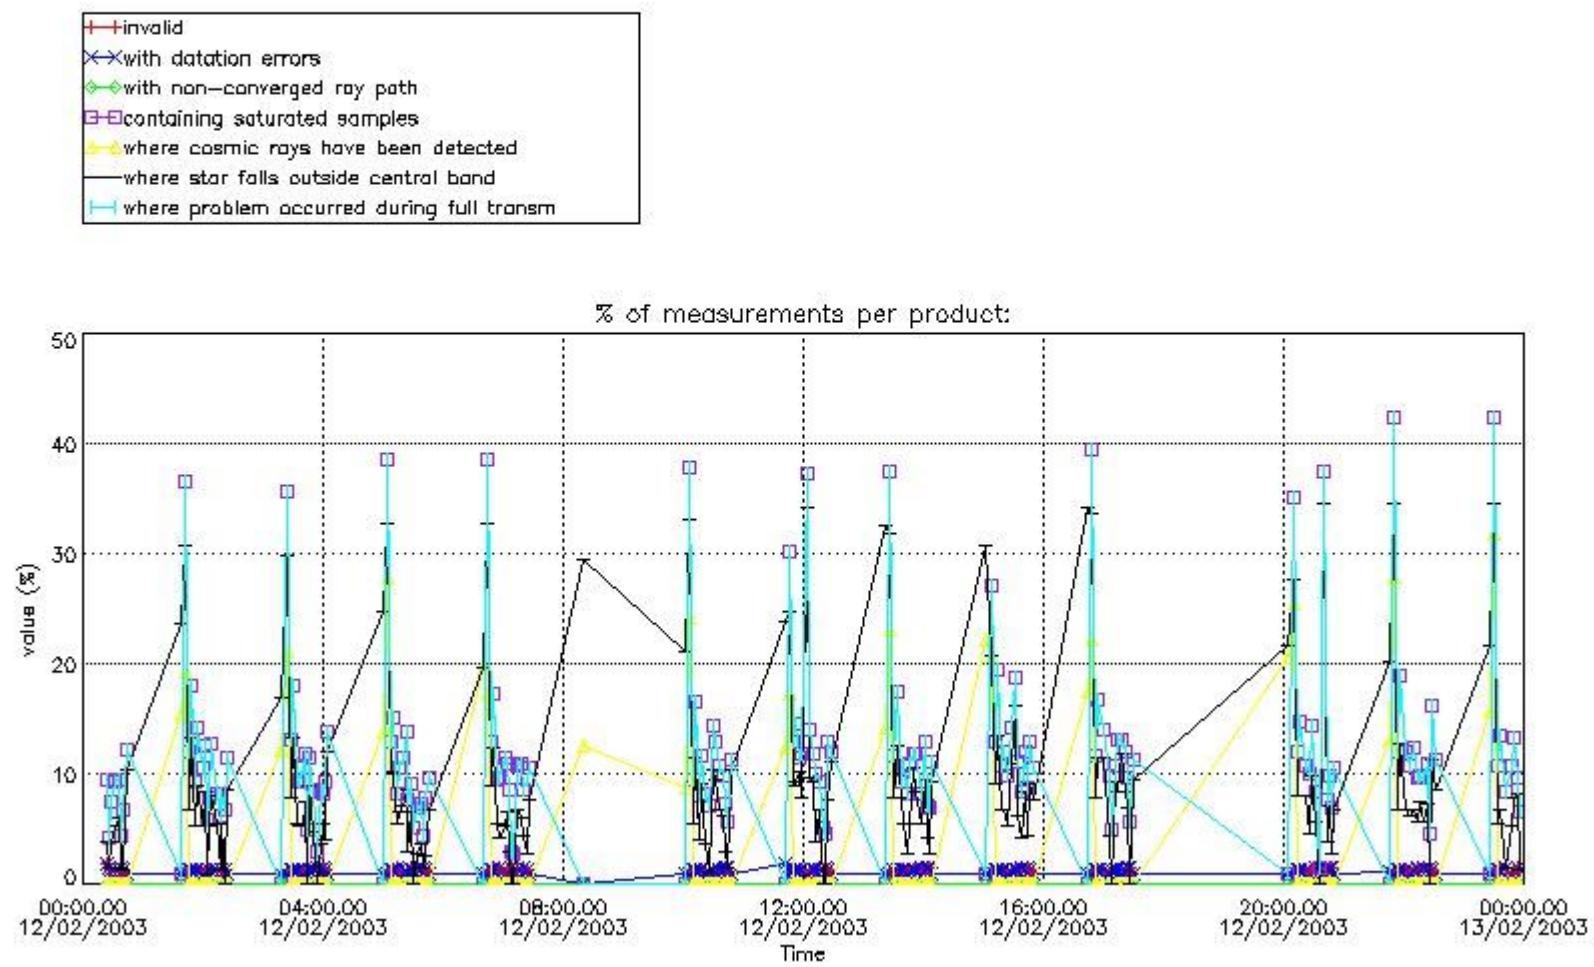 invalid
with datation errors
with non-converged ray path
containing saturated samples
where cosmic rays have been detected
where star falls outside central band
where problem occurred during full transm
% of measurements per product:
50
40
30
20
10
0
value (%)
00:00:00 04:00:00 08:00:00 12:00:00 16:00:00 20:00:00 00:00:00
12/02/2003 12/02/2003 12/02/2003 12/02/2003 12/02/2003 12/02/2003 13/02/2003
Time